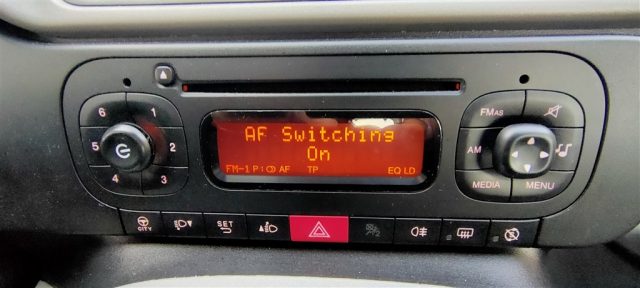 AF Switching
On
FM-1 P AF TP EQ LD
6 1
5 2
4 3
FMAS
AM
MEDIA MENU
CITY SET